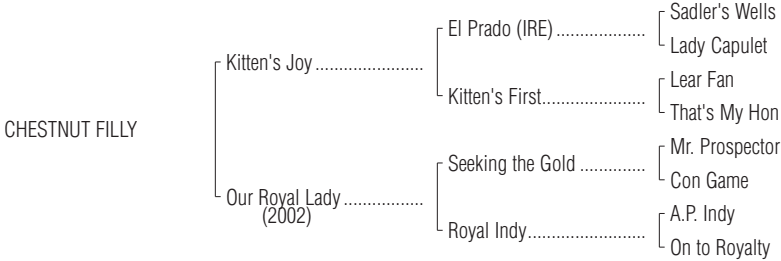 Sadler's Wells
El Prado (IRE) ....................
Lady Capulet
Kitten's Joy ........................
Lear Fan
Kitten's First.......................
That's My Hon
CHESTNUT FILLY
Mr. Prospector
Seeking the Gold ...............
Con Game
Our Royal Lady ..................
(2002)
A.P. Indy
Royal Indy..........................
On to Royalty